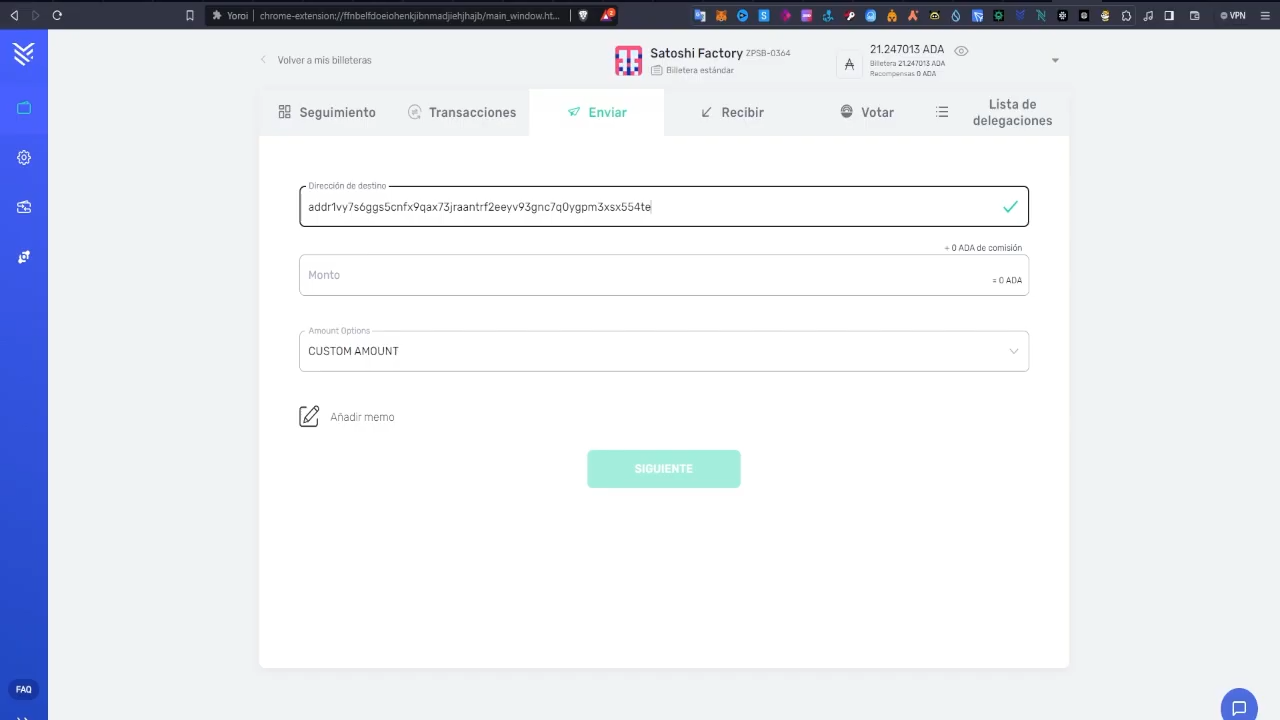 Yoroi
chrome-extension://ffnbelfdoeiohenkjibnmadjiehjhajb/main_window.ht...
2
VPN
Volver a mis billeteras
Satoshi Factory ZPSB-0364
Billetera estándar
21.247013 ADA
Billetera 21.247013 ADA
Recompensas 0 ADA
Seguimiento
Transacciones
Enviar
Recibir
Votar
Lista de
delegaciones
Dirección de destino
addr1vy7s6ggs5cnfx9qax73jraantrf2eeyv93gnc7q0ygpm3xsx554te
+ 0 ADA de comisión
Monto
= 0 ADA
Amount Options
CUSTOM AMOUNT
Añadir memo
SIGUIENTE
FAQ